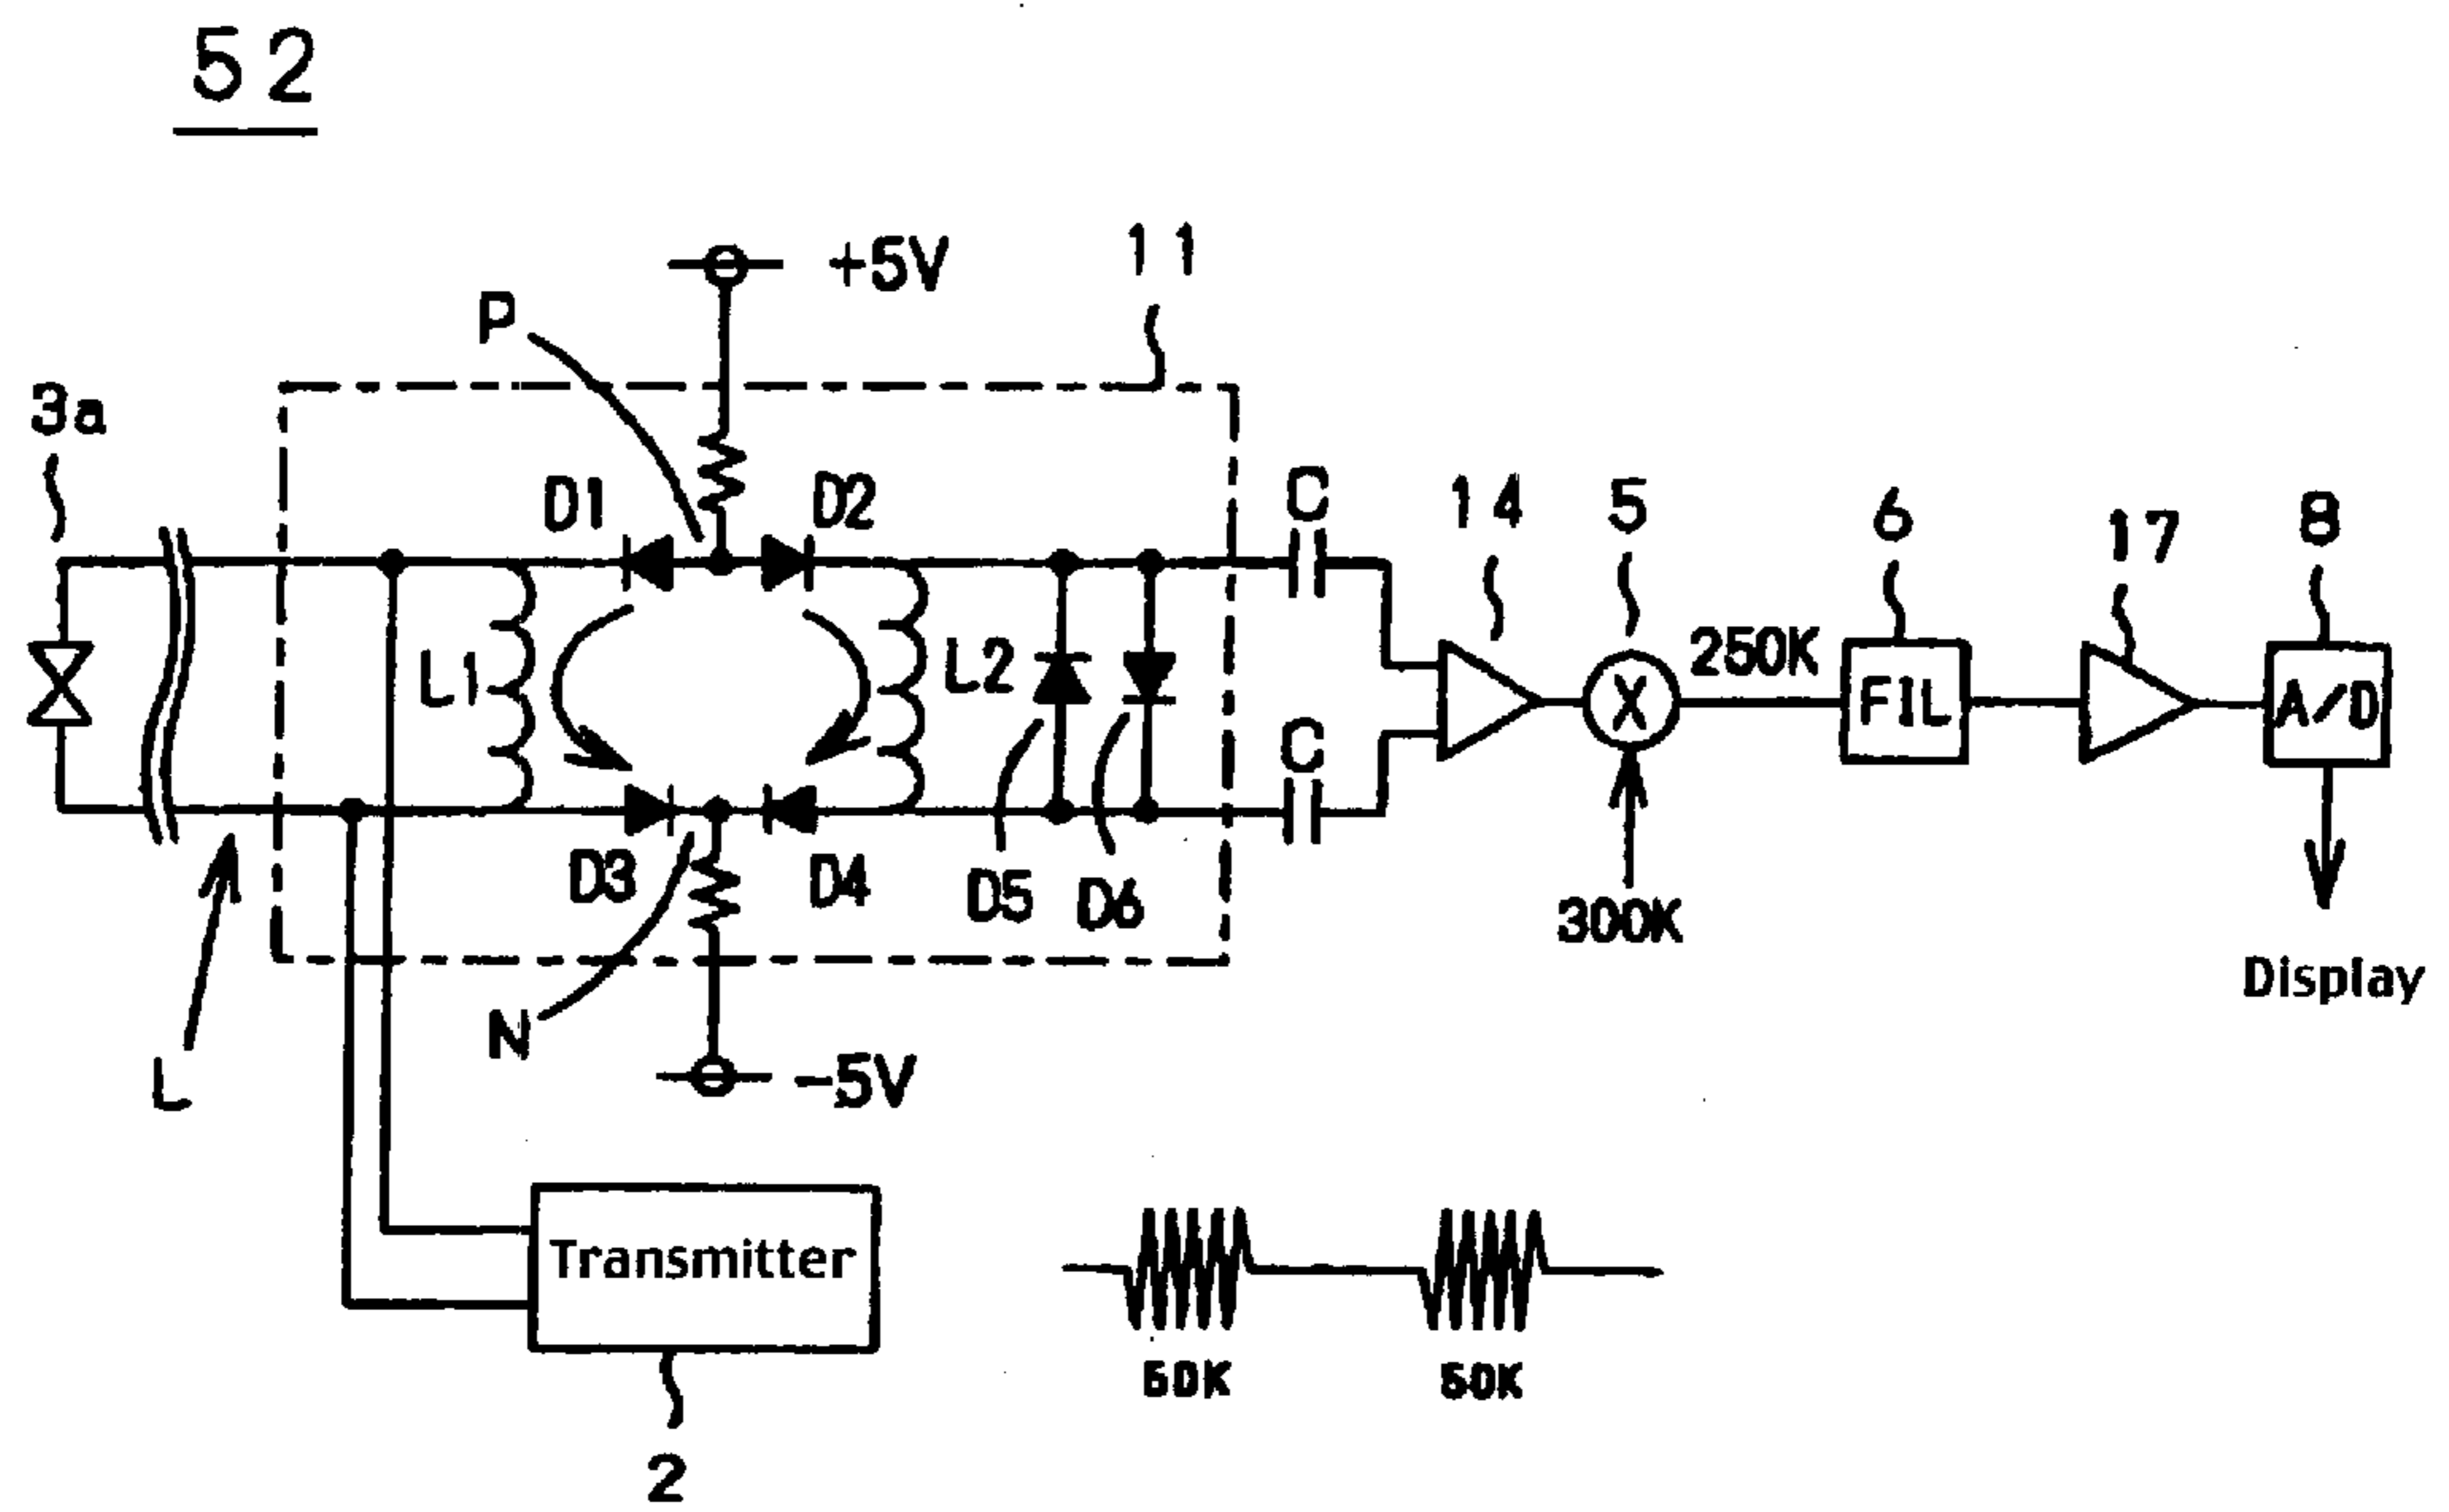 52
+5V
11
P
3a
D1
D2
C
14
5
6
17
8
L1
L2
250K
X
FIL
A/D
C
D3
D4
D5
D6
300K
Display
N
-5V
L
Transmitter
50K
50K
2